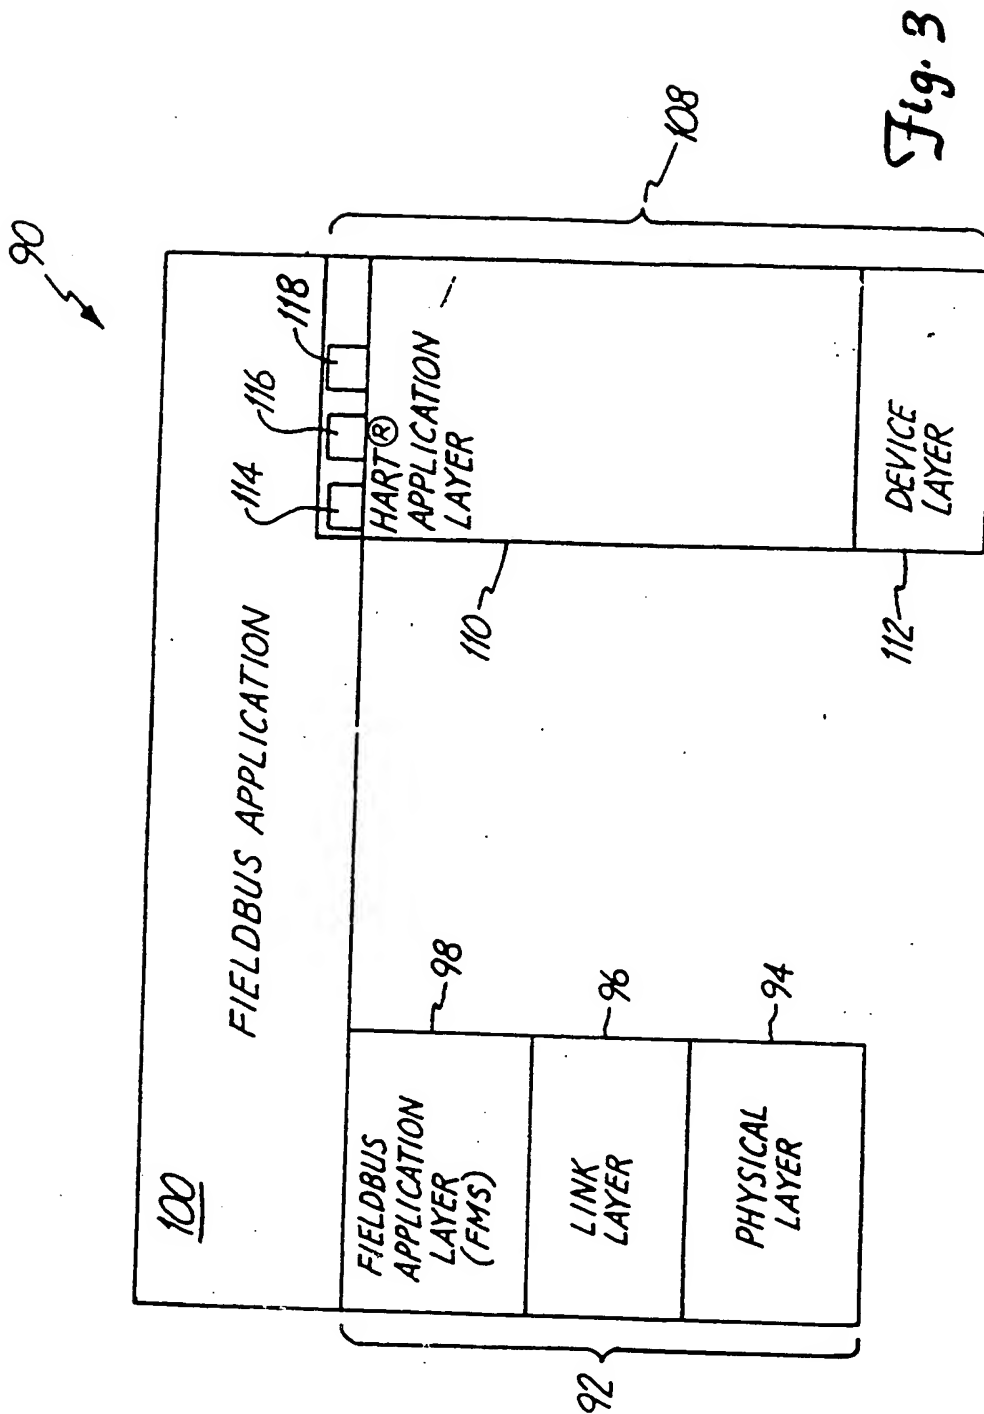 90
100
FIELDBUS APPLICATION
114
116
118
HART®
APPLICATION
LAYER
108
110
DEVICE
LAYER
112
FIELDBUS
APPLICATION
LAYER
(FMS)
98
LINK
LAYER
96
PHYSICAL
LAYER
94
92
Fig. 3